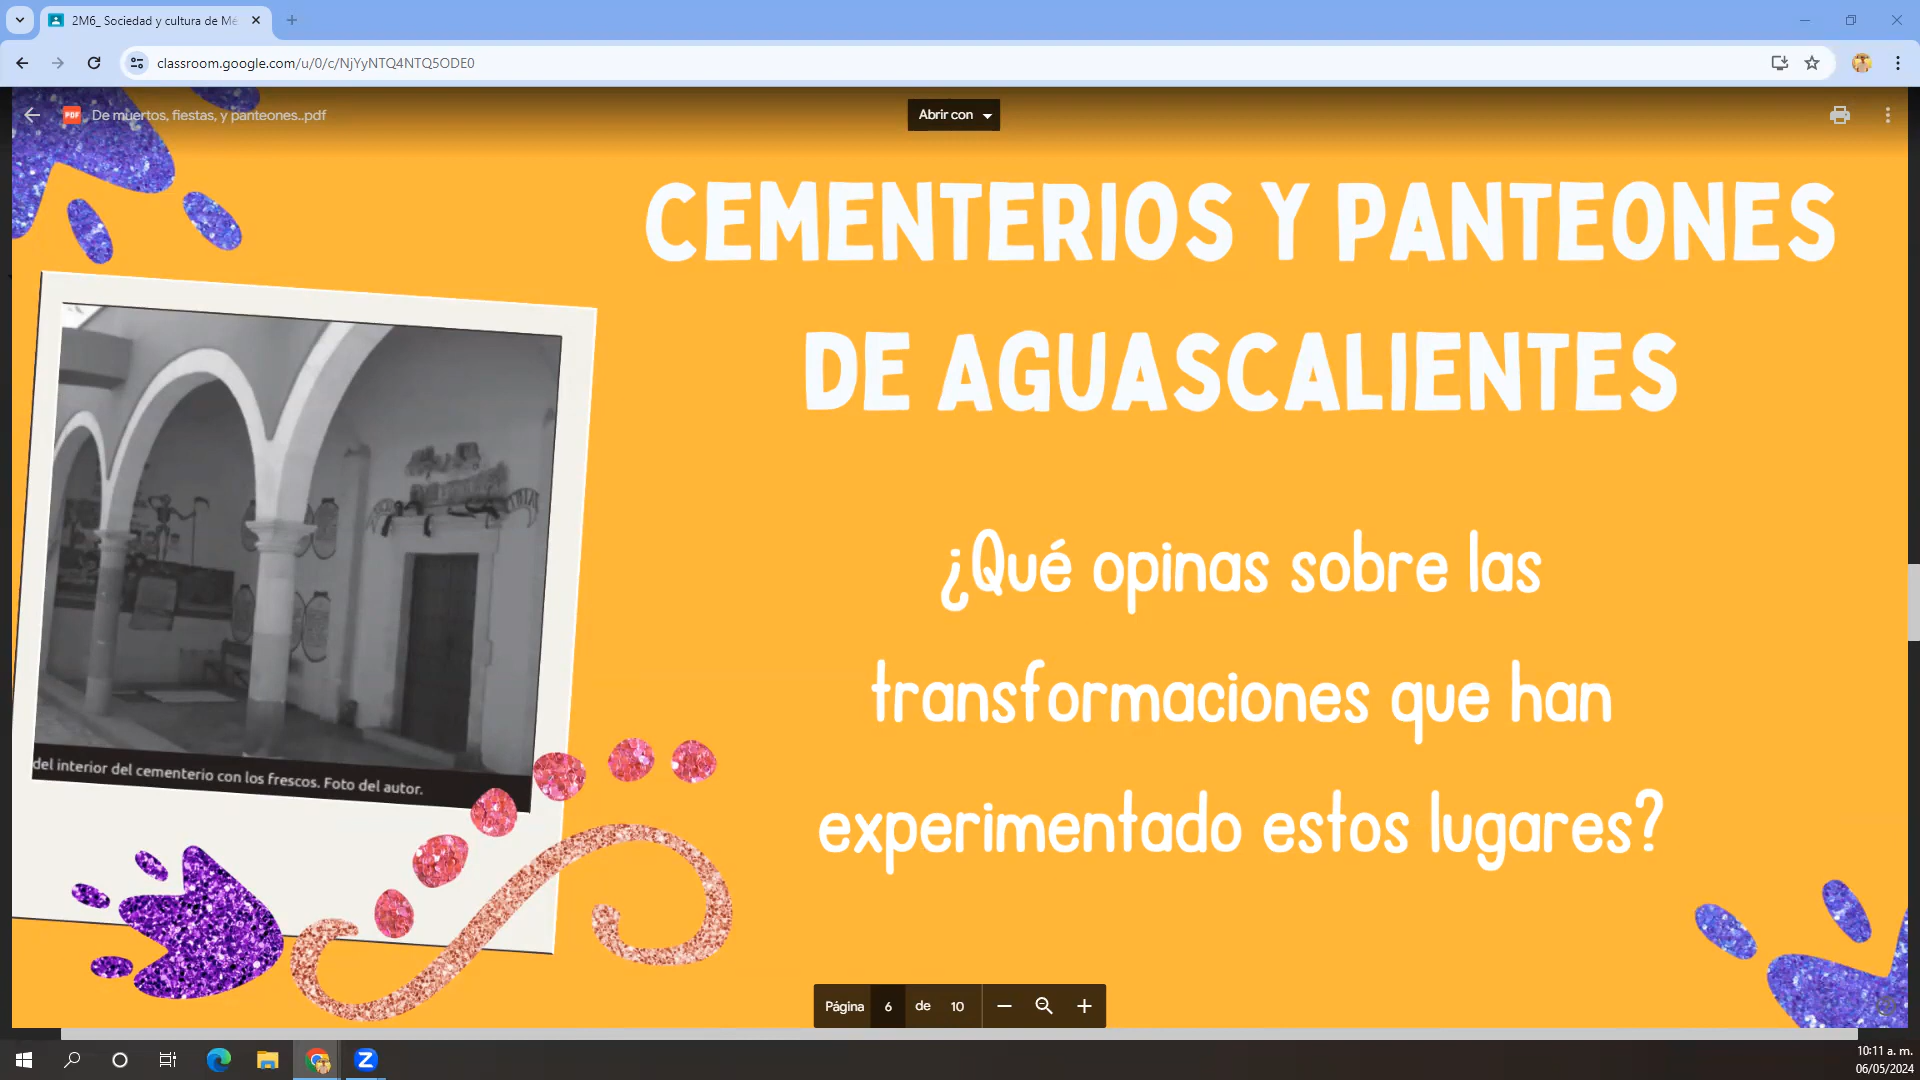 2M6_ Sociedad y cultura de Mé
classroom.google.com/u/0/c/NjYyNTQ4NTQ5ODE0
PDF
De muertos, fiestas, y panteones..pdf
Abrir con
CEMENTERIOS Y PANTEONES
DE AGUASCALIENTES
¿Qué opinas sobre las
transformaciones que han
experimentado estos lugares?
del interior del cementerio con los frescos. Foto del autor.
Página 6 de 10
10:11 a. m.
06/05/2024